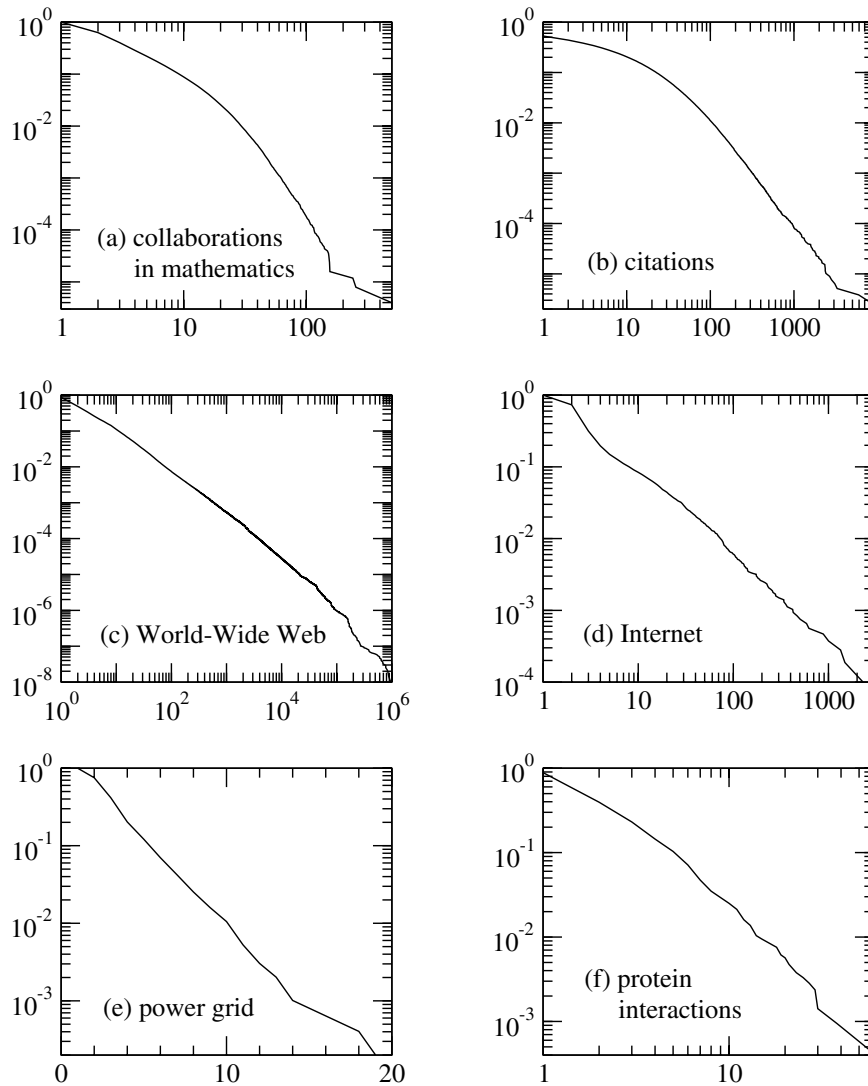 10^0
10^-2
10^-4
(a) collaborations
in mathematics
1 10 100
10^0
10^-2
10^-4
(b) citations
1 10 100 1000
10^0
10^-2
10^-4
10^-6
10^-8
(c) World-Wide Web
10^0 10^2 10^4 10^6
10^0
10^-1
10^-2
10^-3
10^-4
(d) Internet
1 10 100 1000
10^0
10^-1
10^-2
10^-3
(e) power grid
0 10 20
10^0
10^-1
10^-2
10^-3
(f) protein
interactions
1 10